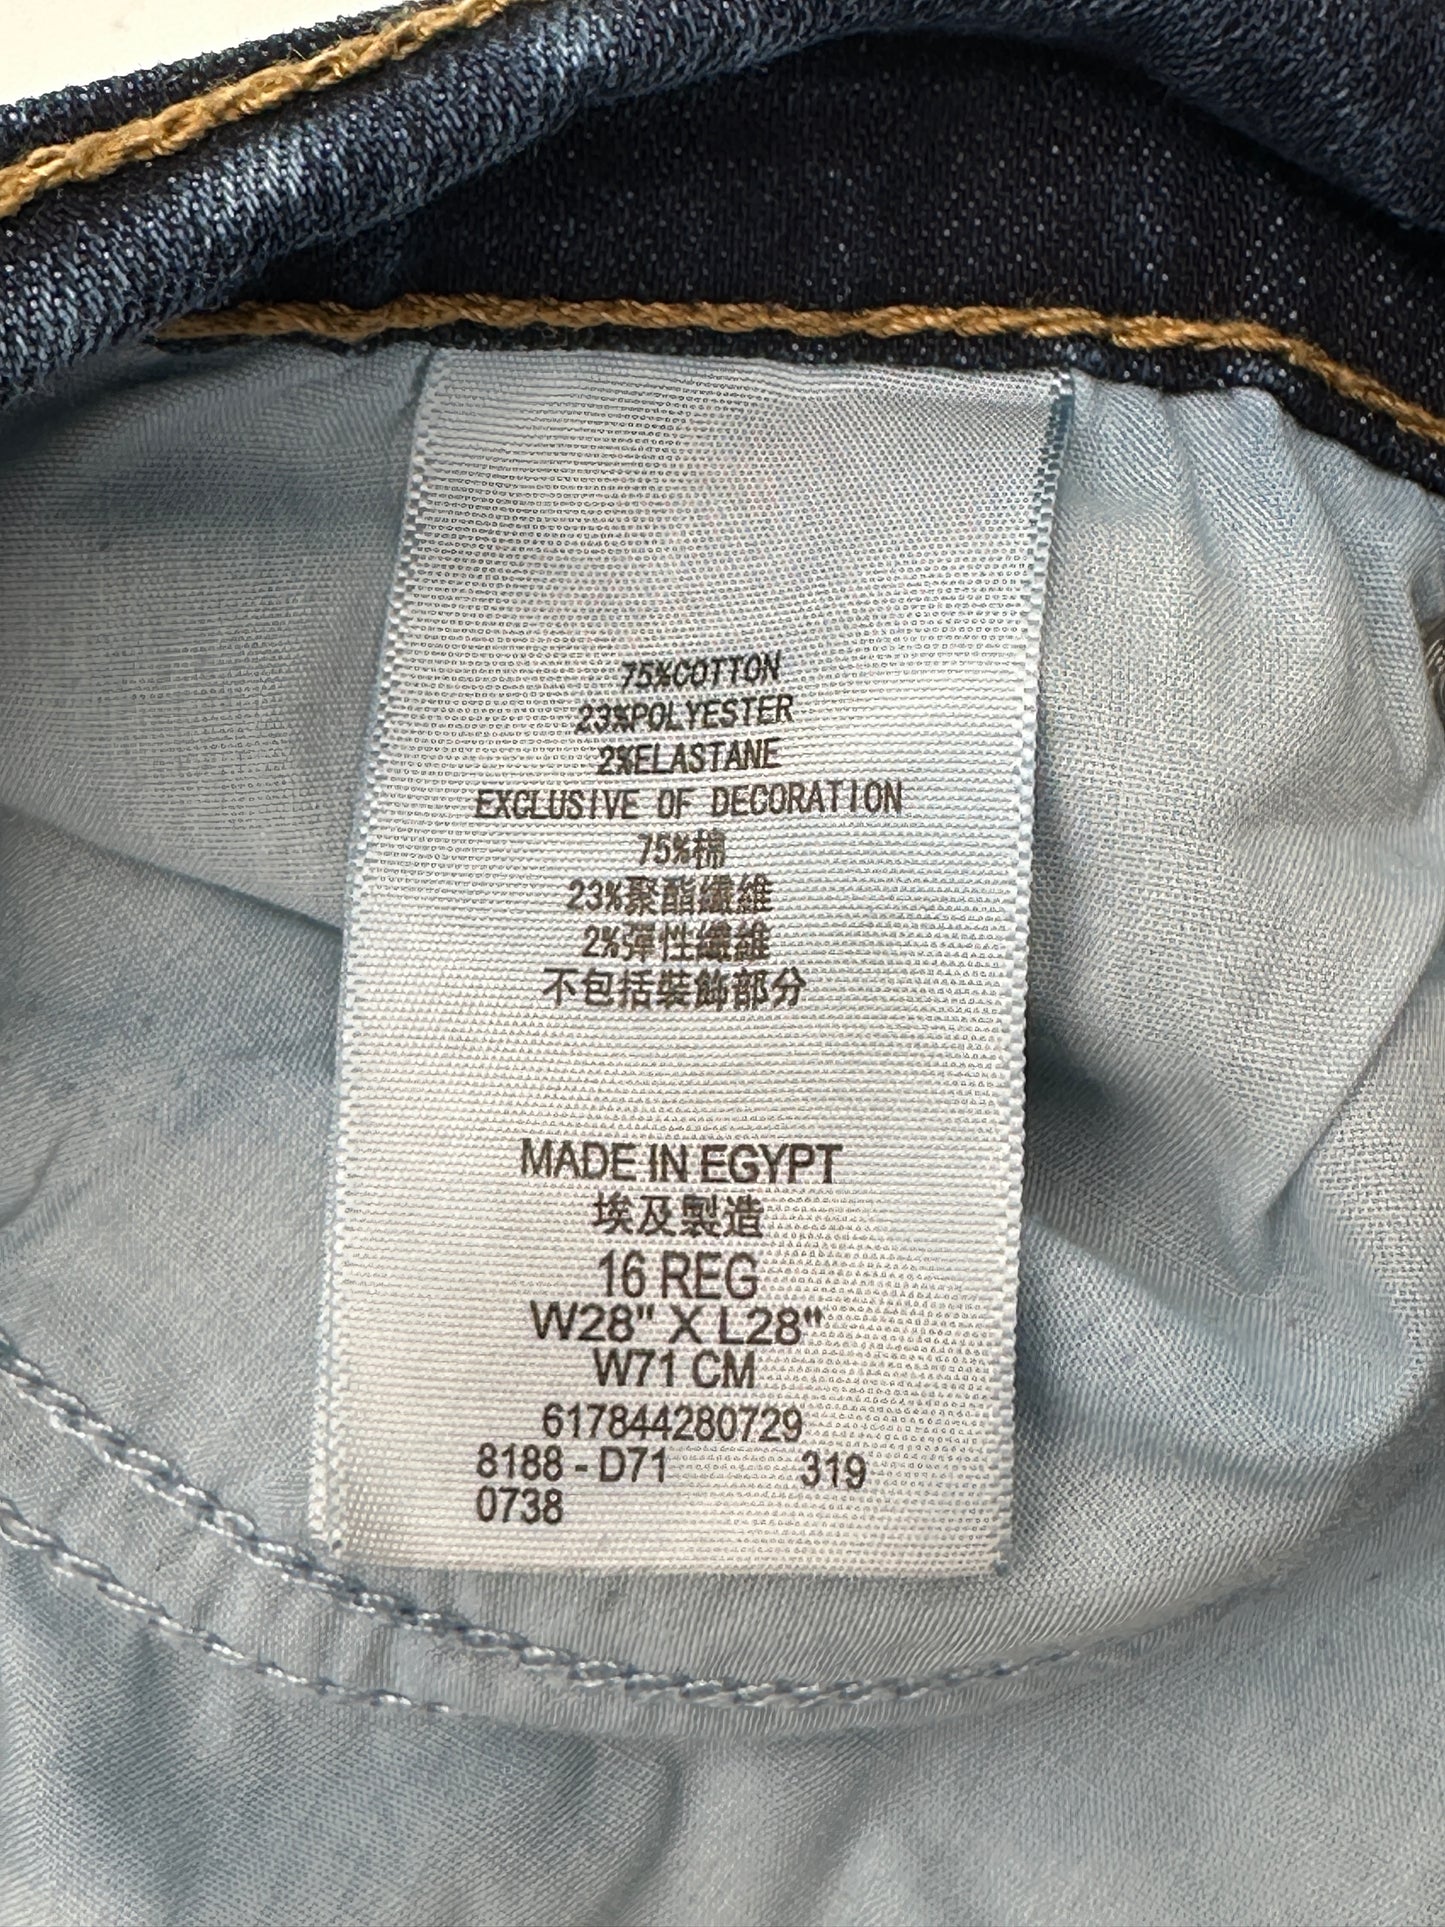 75%COTTON
23%POLYESTER
2%ELASTANE
EXCLUSIVE OF DECORATION
75%棉
23%聚酯纖維
2%彈性纖維
不包括裝飾部分
MADE IN EGYPT
埃及製造
16 REG
W28" X L28"
W71 CM
617844280729
8188 - D71 319
0738